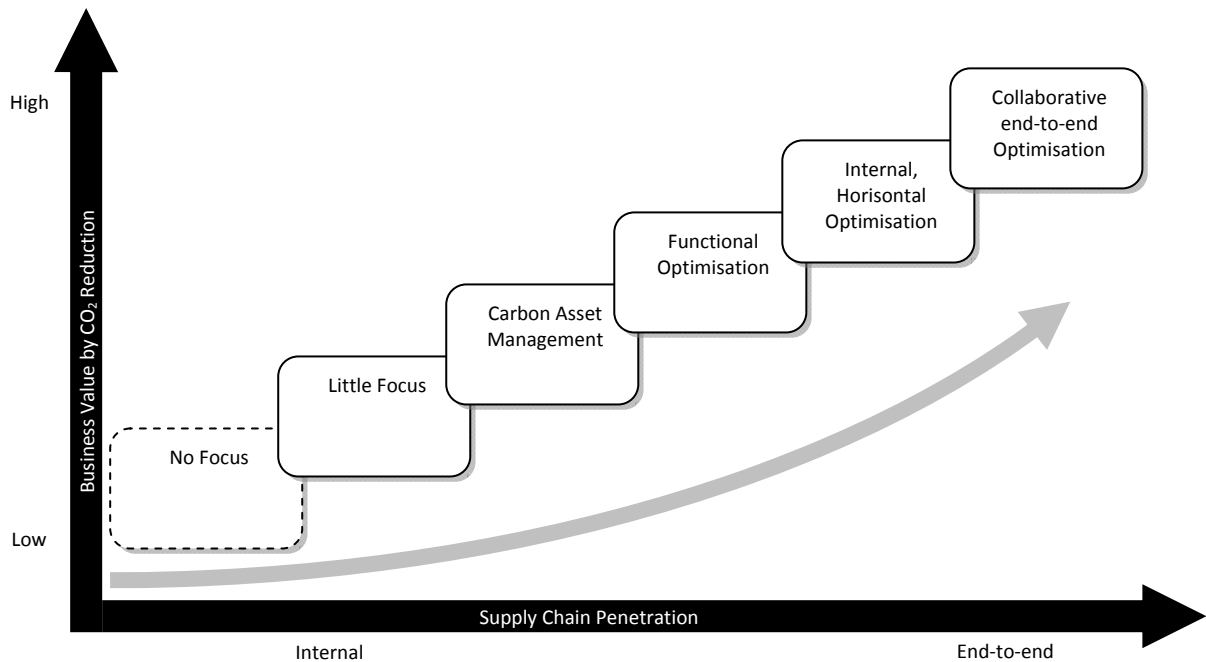 High
Collaborative
end-to-end
Optimisation
Internal,
Horisontal
Optimisation
Functional
Optimisation
Carbon Asset
Management
Little Focus
No Focus
Business Value by CO₂ Reduction
Low
Supply Chain Penetration
Internal
End-to-end